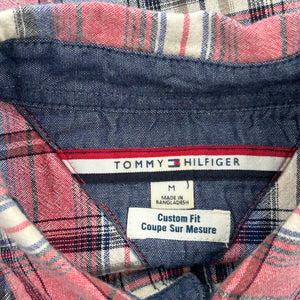 TOMMY HILFIGER
M
MADE IN
BANGLADESH
Custom Fit
Coupe Sur Mesure